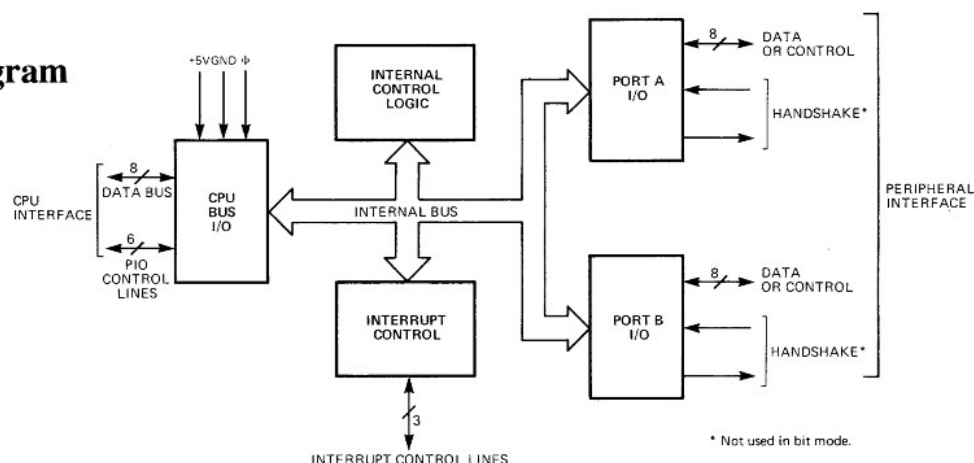 gram
+5V GND Φ
INTERNAL
CONTROL
LOGIC
PORT A
I/O
8
DATA
OR CONTROL
HANDSHAKE*
CPU
INTERFACE
8
DATA BUS
6
PIO
CONTROL
LINES
CPU
BUS
I/O
INTERNAL BUS
PERIPHERAL
INTERFACE
INTERRUPT
CONTROL
3
INTERRUPT CONTROL LINES
PORT B
I/O
8
DATA
OR CONTROL
HANDSHAKE*
* Not used in bit mode.